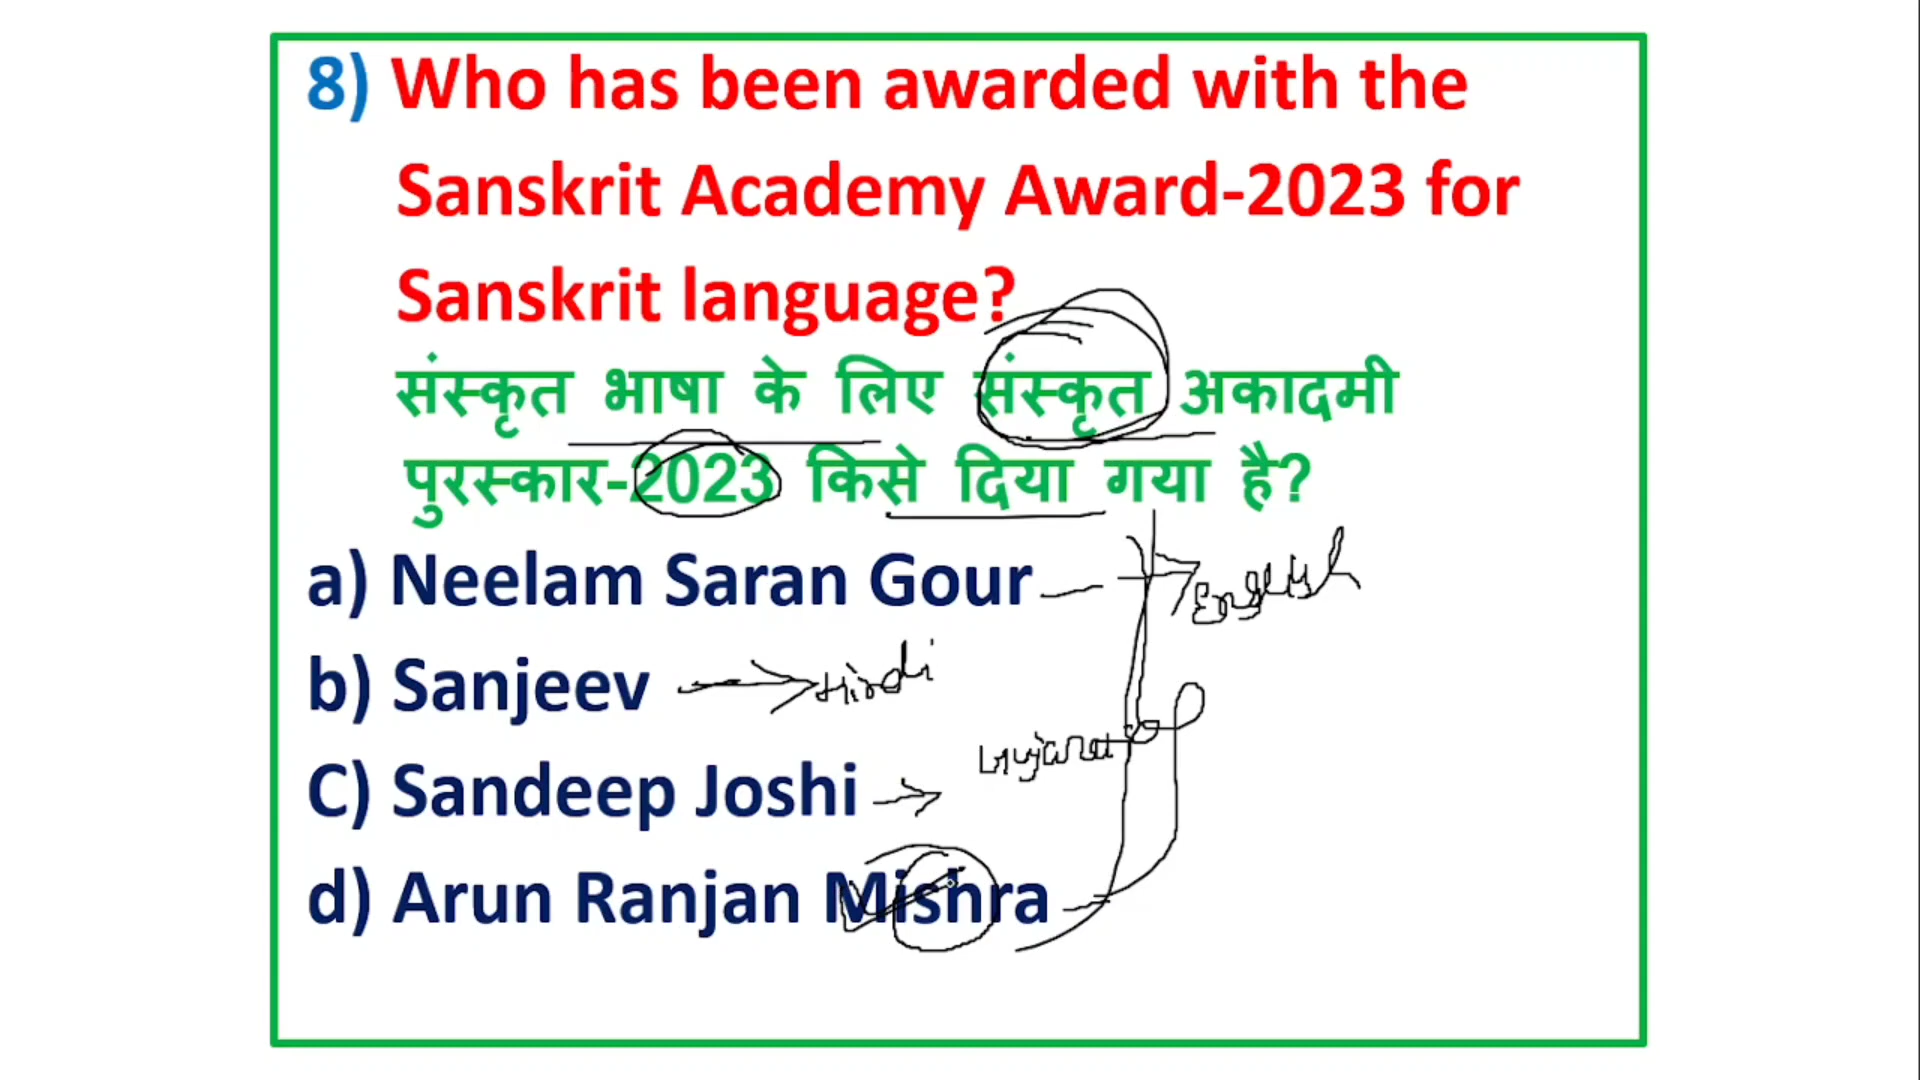 8) Who has been awarded with the
Sanskrit Academy Award-2023 for
Sanskrit language?
संस्कृत भाषा के लिए संस्कृत अकादमी
पुरस्कार-2023 किसे दिया गया है?
a) Neelam Saran Gour English
b) Sanjeev Hindi
Gujarat
C) Sandeep Joshi
d) Arun Ranjan Mishra